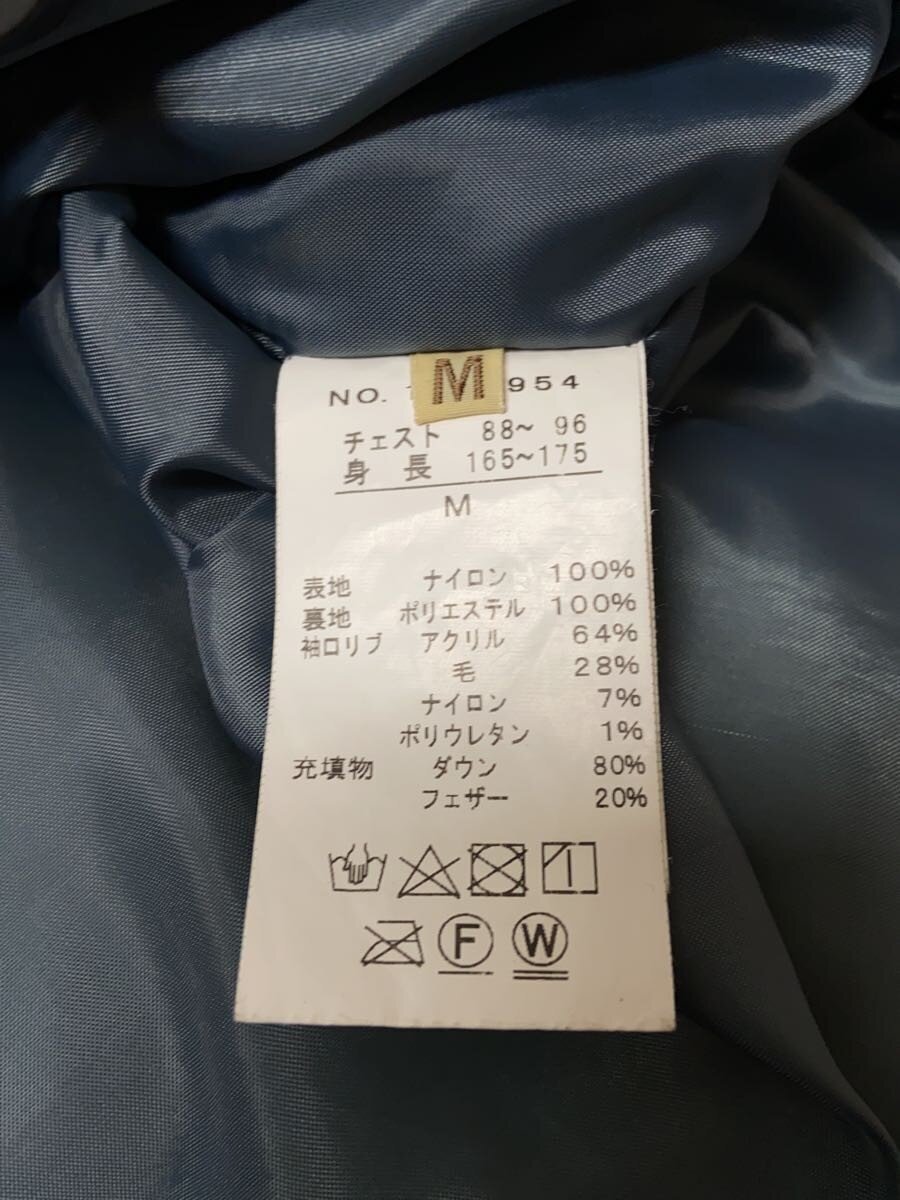 M
NO. 954
チェスト 88～ 96
身 長 165～175
M
表地 ナイロン 100%
裏地 ポリエステル 100%
袖口リブ アクリル 64%
毛 28%
ナイロン 7%
ポリウレタン 1%
充填物 ダウン 80%
フェザー 20%
F W